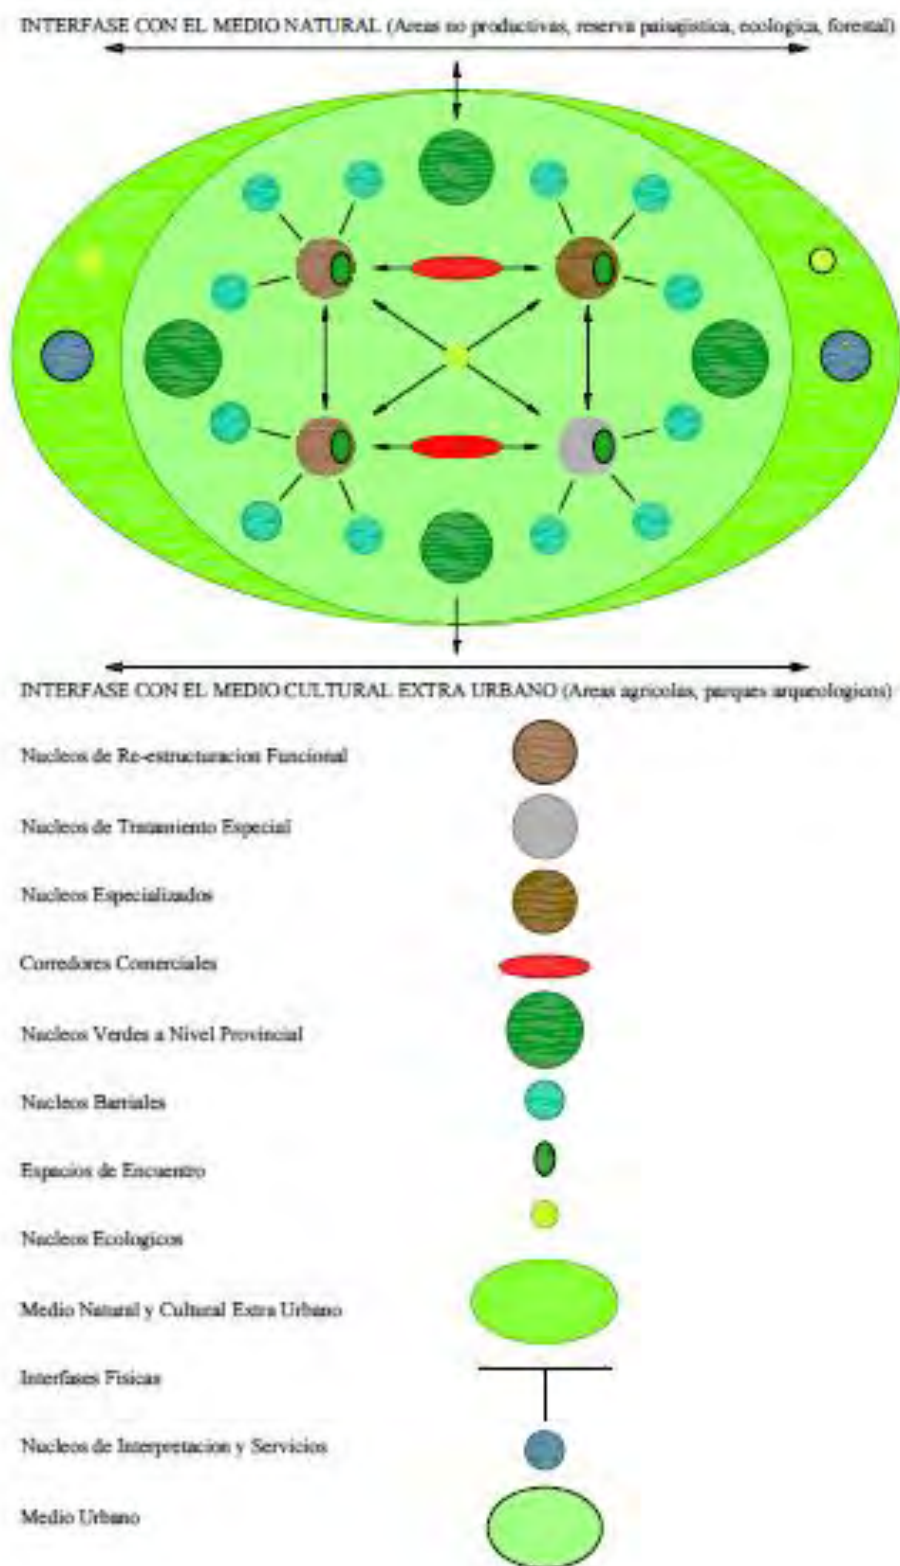 INTERFASE CON EL MEDIO NATURAL (Areas no productivas, reserva paisajistica, ecologica, forestal)
INTERFASE CON EL MEDIO CULTURAL EXTRA URBANO (Areas agricolas, parques arqueologicos)
Nucleos de Re-estructuracion Funcional
Nucleos de Tratamiento Especial
Nucleos Especializados
Corredores Comerciales
Nucleos Verdes a Nivel Provincial
Nucleos Barriales
Espacios de Encuentro
Nucleos Ecologicos
Medio Natural y Cultural Extra Urbano
Interfases Fisicas
Nucleos de Interpretacion y Servicios
Medio Urbano